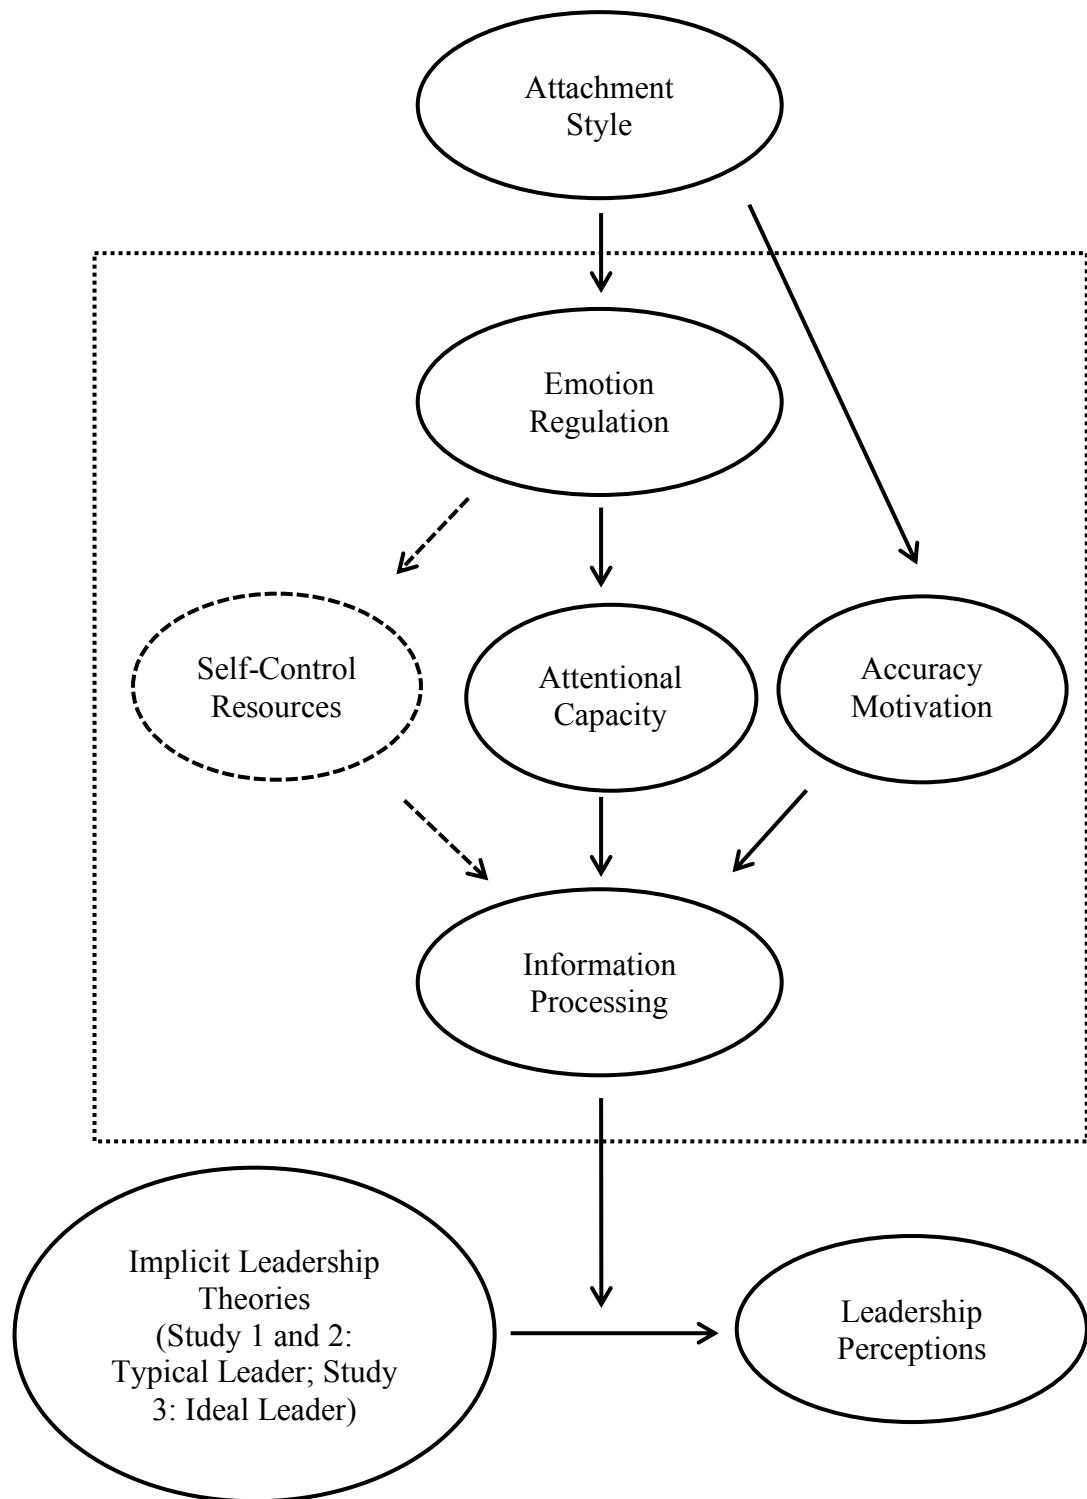 Attachment
Style
Emotion
Regulation
Self-Control
Resources
Attentional
Capacity
Accuracy
Motivation
Information
Processing
Implicit Leadership
Theories
(Study 1 and 2:
Typical Leader; Study
3: Ideal Leader)
Leadership
Perceptions